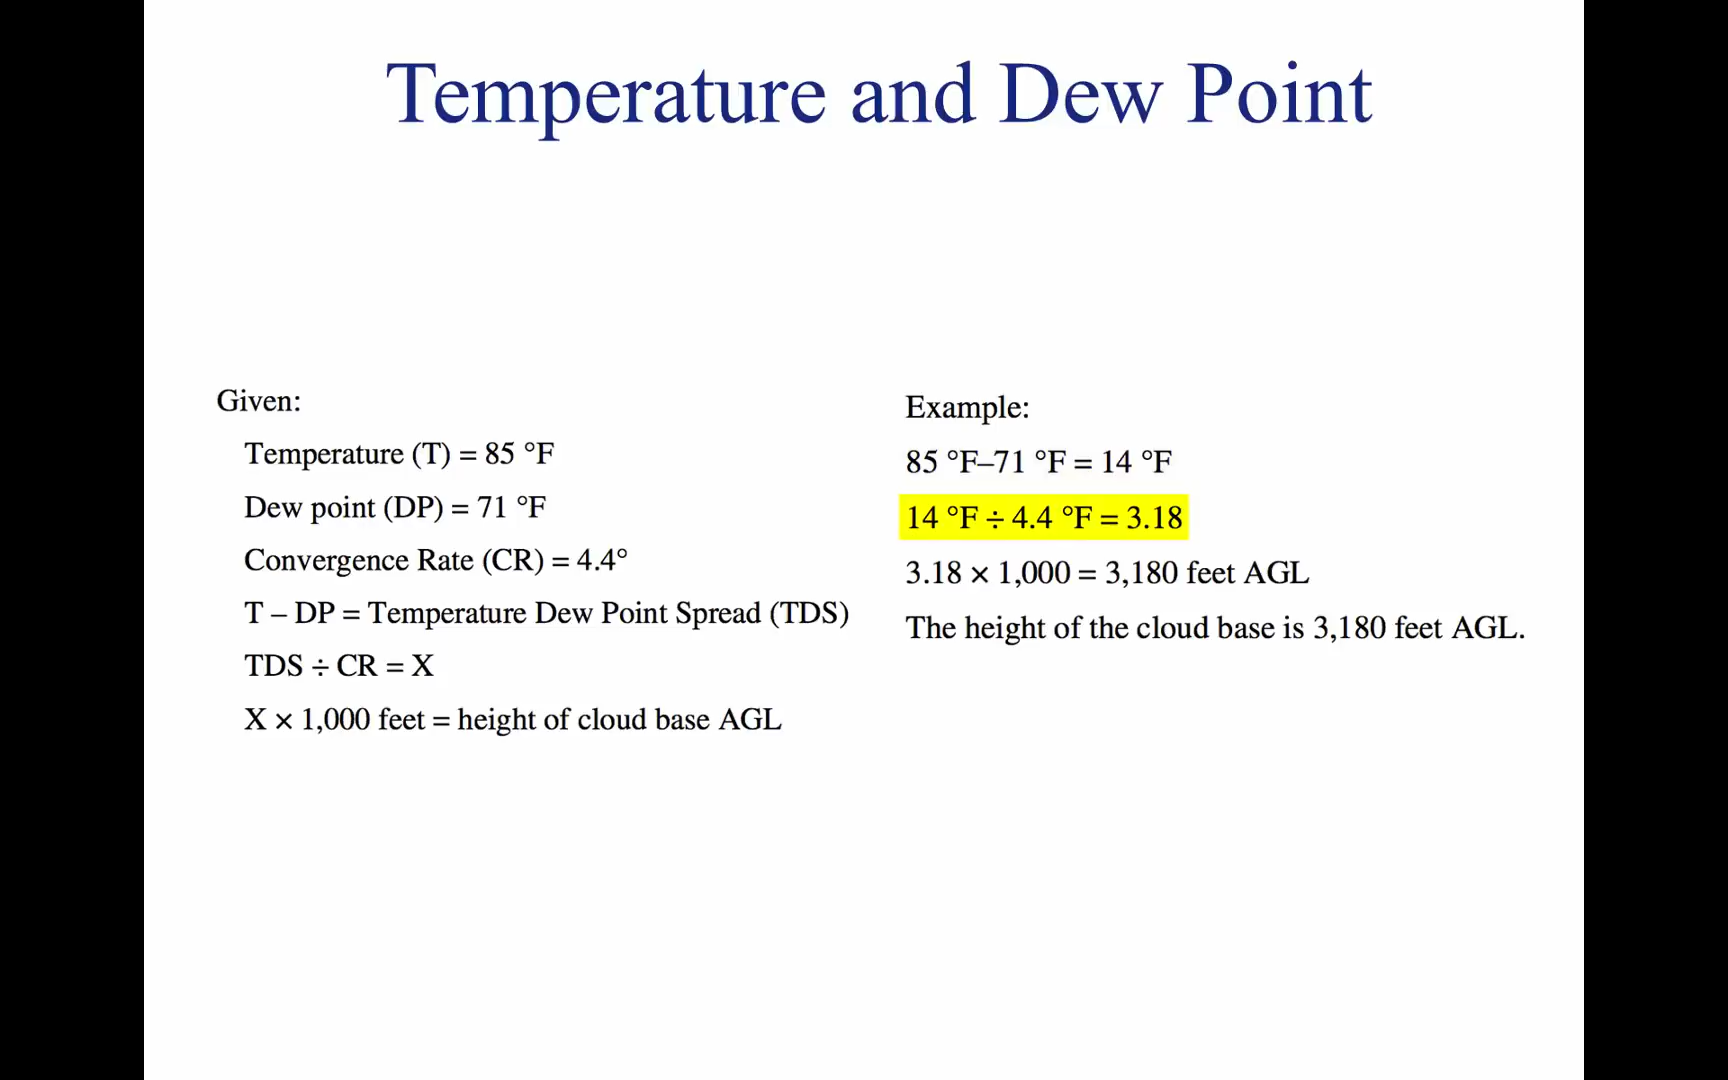 Temperature and Dew Point
Given:
Temperature (T) = 85 °F
Dew point (DP) = 71 °F
Convergence Rate (CR) = 4.4°
T – DP = Temperature Dew Point Spread (TDS)
TDS ÷ CR = X
X × 1,000 feet = height of cloud base AGL
Example:
85 °F–71 °F = 14 °F
14 °F ÷ 4.4 °F = 3.18
3.18 × 1,000 = 3,180 feet AGL
The height of the cloud base is 3,180 feet AGL.